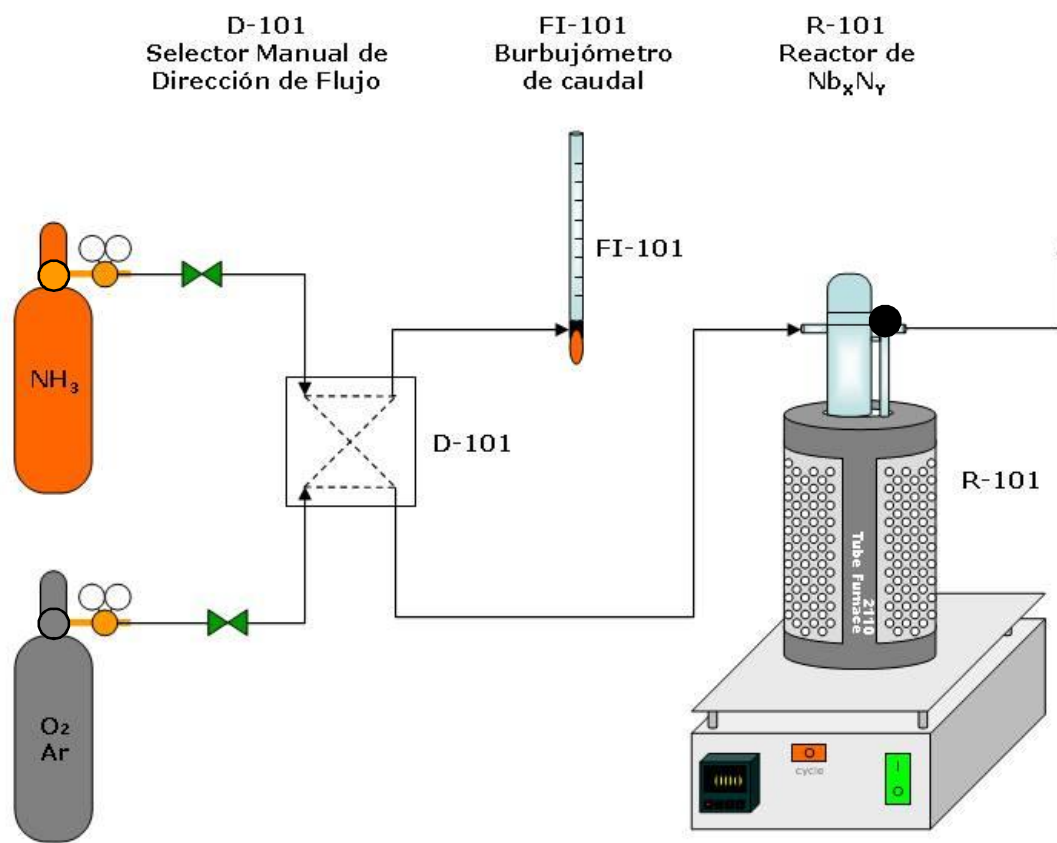 D-101
Selector Manual de
Dirección de Flujo
FI-101
Burbujómetro
de caudal
R-101
Reactor de
NbXNY
FI-101
NH3
D-101
R-101
Tube Furnace
2110
O2
Ar
cycle
I
O